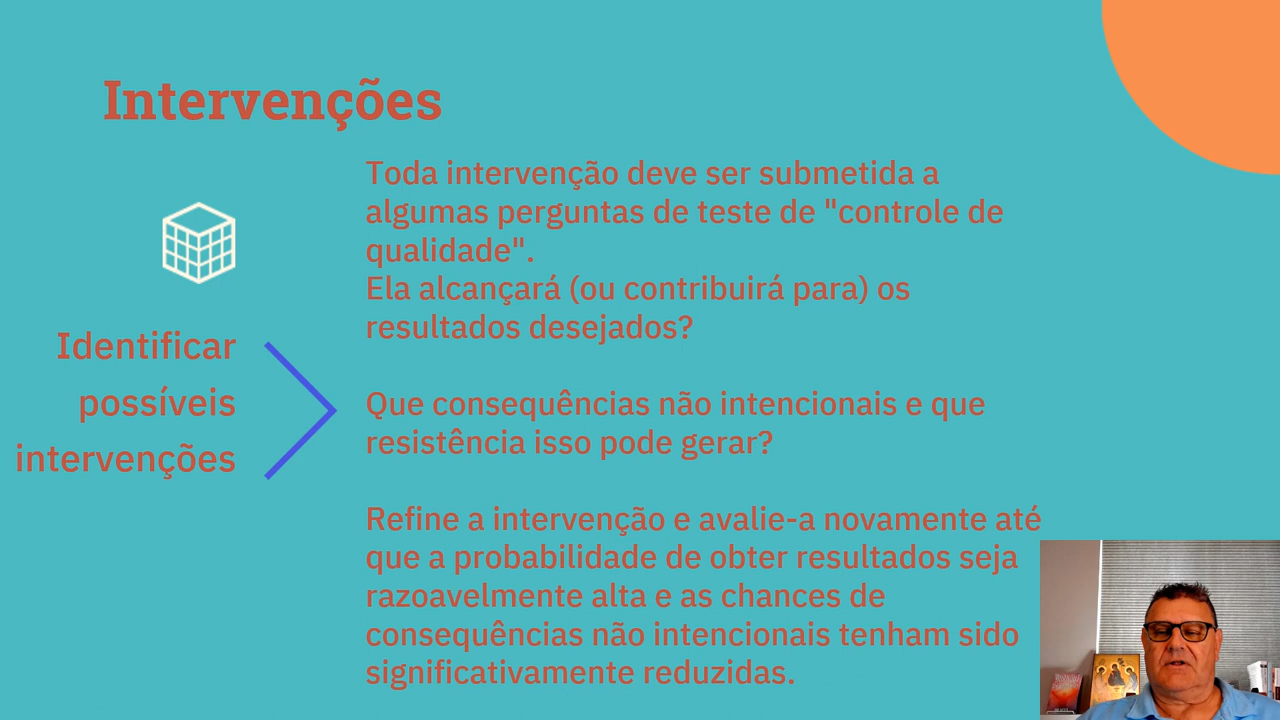 Intervenções
Toda intervenção deve ser submetida a
algumas perguntas de teste de "controle de
qualidade".
Ela alcançará (ou contribuirá para) os
resultados desejados?
Identificar
possíveis
intervenções
Que consequências não intencionais e que
resistência isso pode gerar?
Refine a intervenção e avalie-a novamente até
que a probabilidade de obter resultados seja
razoavelmente alta e as chances de
consequências não intencionais tenham sido
significativamente reduzidas.